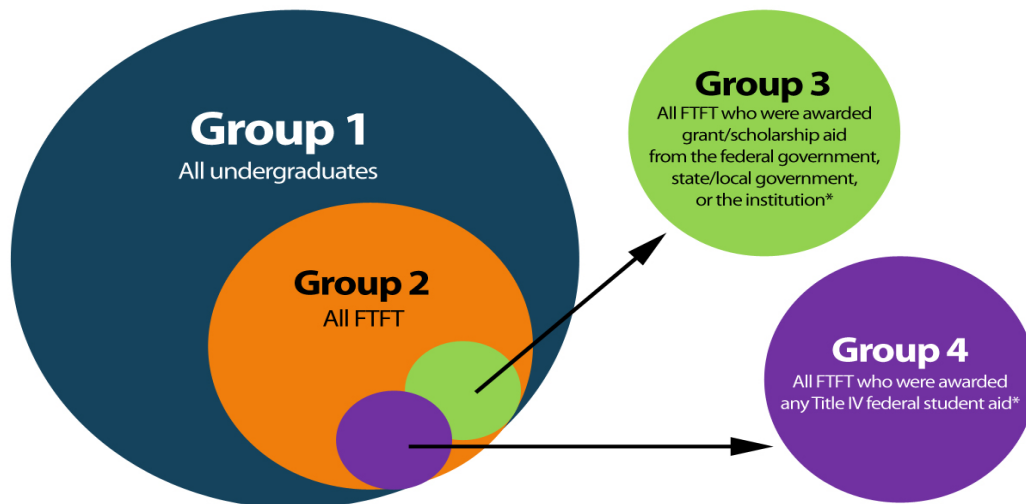 Group 1
All undergraduates
Group 2
All FTFT
Group 3
All FTFT who were awarded
grant/scholarship aid
from the federal government,
state/local government,
or the institution*
Group 4
All FTFT who were awarded
any Title IV federal student aid*